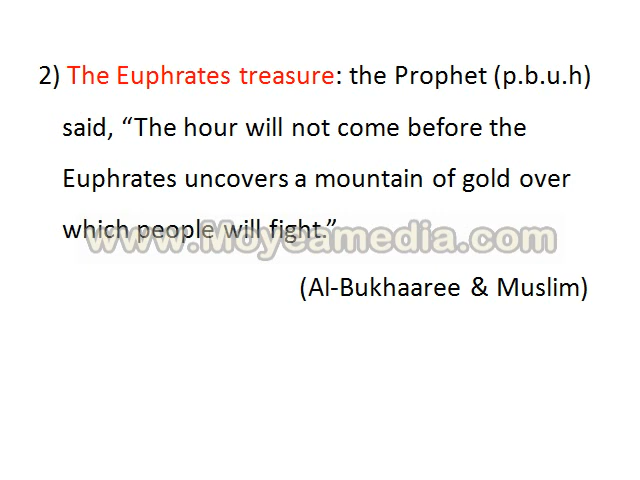 2) The Euphrates treasure: the Prophet (p.b.u.h)
said, “The hour will not come before the
Euphrates uncovers a mountain of gold over
which people will fight.”
www.Moyeamedia.com
(Al-Bukhaaree & Muslim)